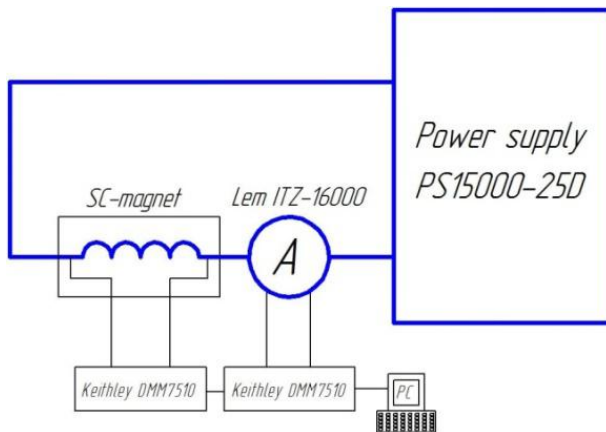 Power supply
PS15000-25D
SC-magnet
Lem ITZ-16000
A
Keithley DMM7510
Keithley DMM7510
PC